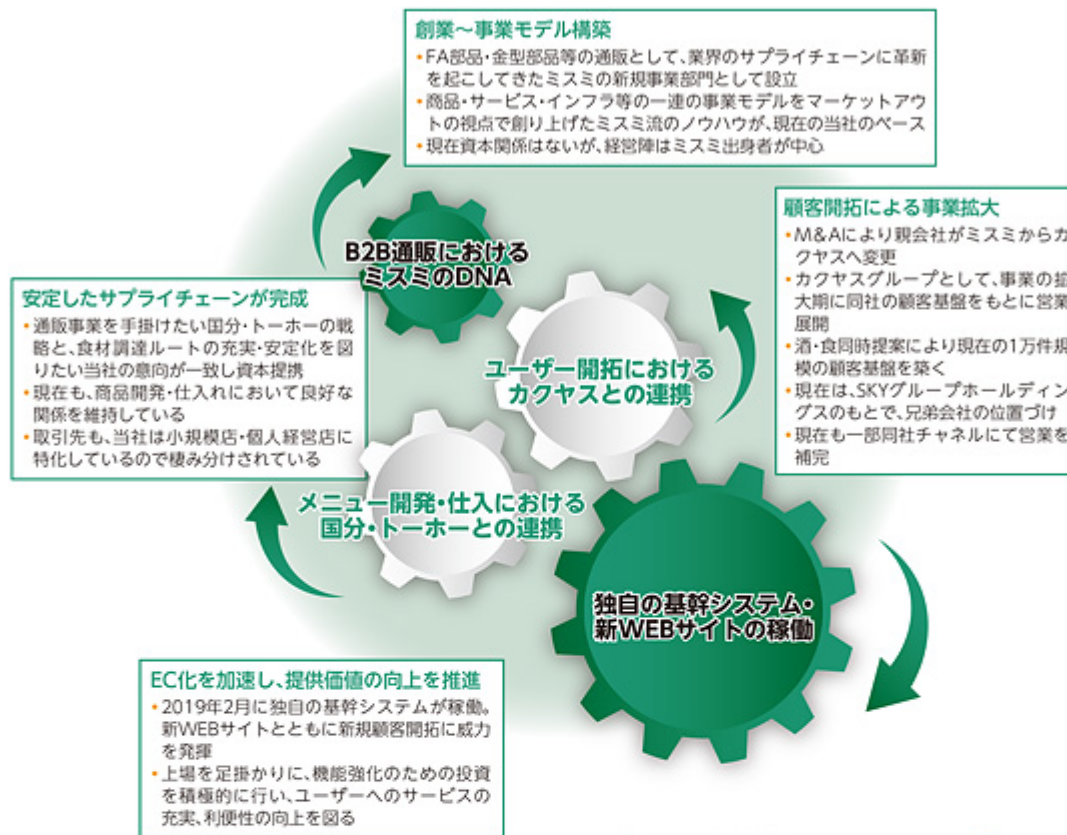 創業～事業モデル構築
・FA部品・金型部品等の通販として、業界のサプライチェーンに革新
を起こしてきたミスミの新規事業部門として設立
・商品・サービス・インフラ等の一連の事業モデルをマーケットアウ
トの視点で創り上げたミスミ流のノウハウが、現在の当社のベース
・現在資本関係はないが、経営陣はミスミ出身者が中心
B2B通販における
ミスミのDNA
顧客開拓による事業拡大
・M&Aにより親会社がミスミからカ
クヤスへ変更
・カクヤスグループとして、事業の拡
大期に同社の顧客基盤をもとに営業
展開
・酒・食同時提案により現在の1万件規
模の顧客基盤を築く
・現在は、SKYグループホールディン
グスのもとで、兄弟会社の位置づけ
・現在も一部同社チャネルにて営業を
補完
ユーザー開拓における
カクヤスとの連携
安定したサプライチェーンが完成
・通販事業を手掛けたい国分・トーホーの戦
略と、食材調達ルートの充実・安定化を図
りたい当社の意向が一致し資本提携
・現在も、商品開発・仕入れにおいて良好な
関係を維持している
・取引先も、当社は小規模店・個人経営店に
特化しているので棲み分けされている
メニュー開発・仕入における
国分・トーホーとの連携
独自の基幹システム・
新WEBサイトの稼働
EC化を加速し、提供価値の向上を推進
・2019年2月に独自の基幹システムが稼働。
新WEBサイトとともに新規顧客開拓に威力
を発揮
・上場を足掛かりに、機能強化のための投資
を積極的に行い、ユーザーへのサービスの
充実、利便性の向上を図る